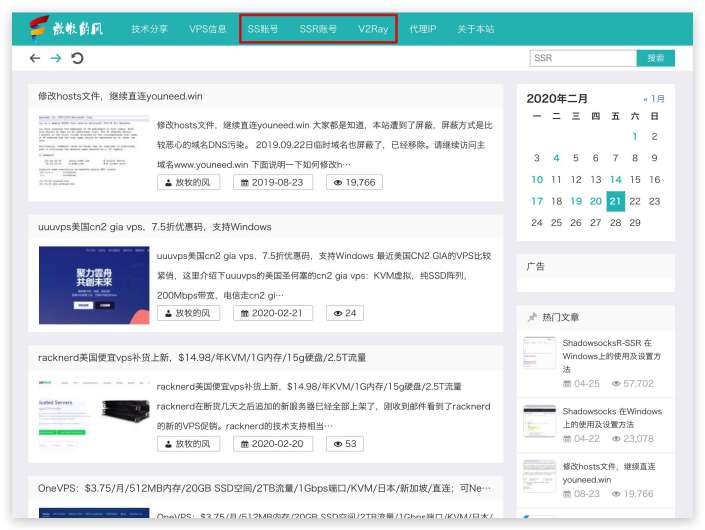 放牧的风
技术分享 VPS信息 SS账号 SSR账号 V2Ray 代理IP 关于本站
SSR 搜索
修改hosts文件，继续直连youneed.win
修改hosts文件，继续直连youneed.win 大家都是知道，本站遭到了屏蔽，屏蔽方式是比
较恶心的域名DNS污染。 2019.09.22日临时域名也屏蔽了，已经移除。请继续访问主
域名www.youneed.win 下面说明一下如何修改h…
放牧的风 2019-08-23 19,766
uuuvps美国cn2 gia vps，7.5折优惠码，支持Windows
聚力雲舟
共創未來
uuuvps美国cn2 gia vps，7.5折优惠码，支持Windows 最近美国CN2 GIA的VPS比较
紧俏，这里介绍下uuuvps的美国圣何塞的cn2 gia vps：KVM虚拟，纯SSD阵列，
200Mbps带宽，电信走cn2 gi…
放牧的风 2020-02-21 24
racknerd美国便宜vps补货上新，$14.98/年KVM/1G内存/15g硬盘/2.5T流量
racknerd美国便宜vps补货上新，$14.98/年KVM/1G内存/15g硬盘/2.5T流量
racknerd在断货几天之后追加的新服务器已经全部上架了，刚收到邮件看到了racknerd
的新的VPS促销。racknerd的技术支持相当…
放牧的风 2020-02-20 53
OneVPS：$3.75/月/512MB内存/20GB SSD空间/2TB流量/1Gbps端口/KVM/日本/新加坡/直连；可Ne…
OneVPS：$3.75/月/512MB内存/20GB SSD空间/2TB流量/1Gbps端口/KVM/日本/
2020年二月 « 1月
一 二 三 四 五 六 日
1 2
3 4 5 6 7 8 9
10 11 12 13 14 15 16
17 18 19 20 21 22 23
24 25 26 27 28 29
广告
热门文章
ShadowsocksR-SSR 在
Windows上的使用及设置方
法
04-25 57,702
Shadowsocks 在Windows
上的使用及设置方法
04-22 23,078
修改hosts文件，继续直连
youneed.win
08-23 19,766